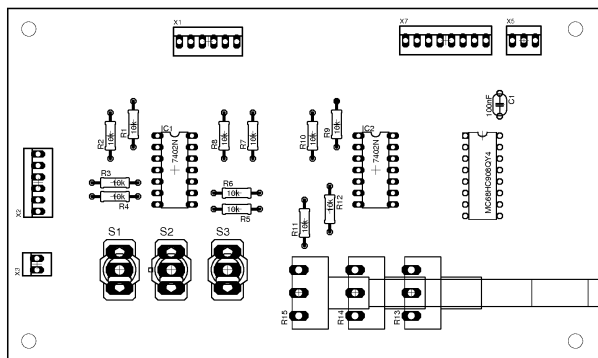 X1
X7
X5
100nF
C1
R2
10k
R1
10k
IC1
7402N
R8
10k
R7
10k
R10
10k
R9
10k
IC2
7402N
MC68HC908QY4
R3
10k
10k
R4
R6
10k
10k
R5
R11
10k
10k
R12
X2
X3
S1
S2
S3
R15
R14
R13